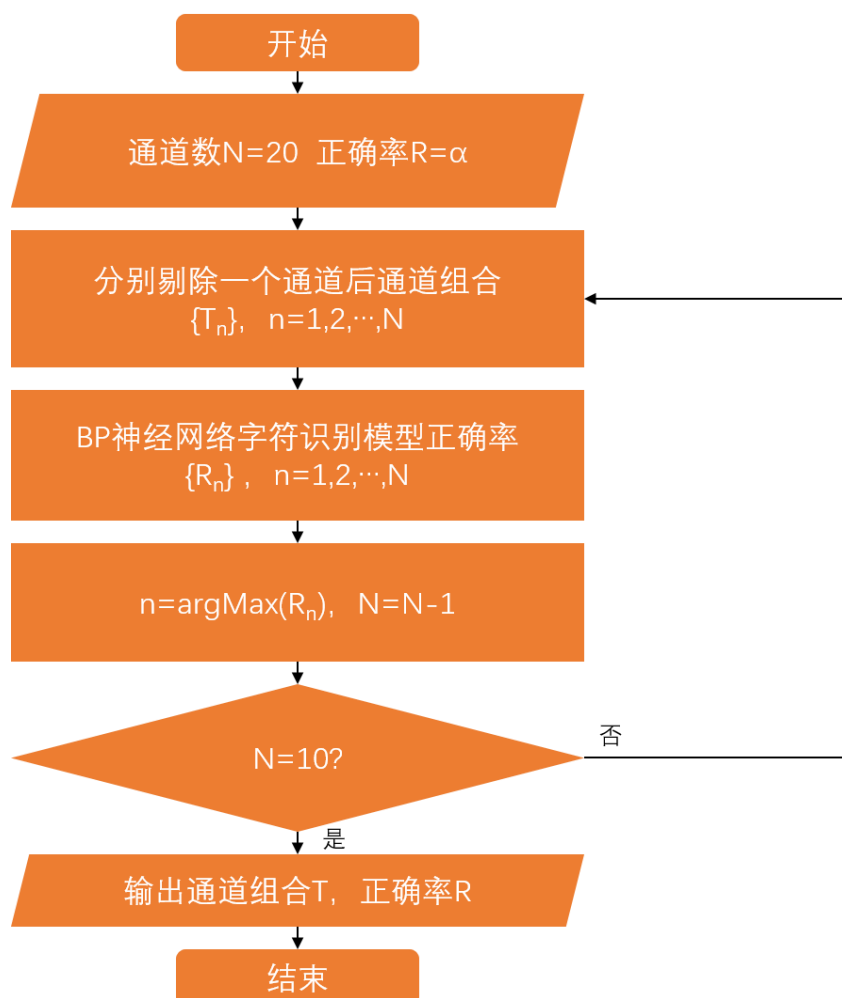 开始
通道数N=20 正确率R=α
分别剔除一个通道后通道组合
{Tₙ}, n=1,2,···,N
BP神经网络字符识别模型正确率
{Rₙ} , n=1,2,···,N
n=argMax(Rₙ), N=N-1
N=10?
否
是
输出通道组合T, 正确率R
结束